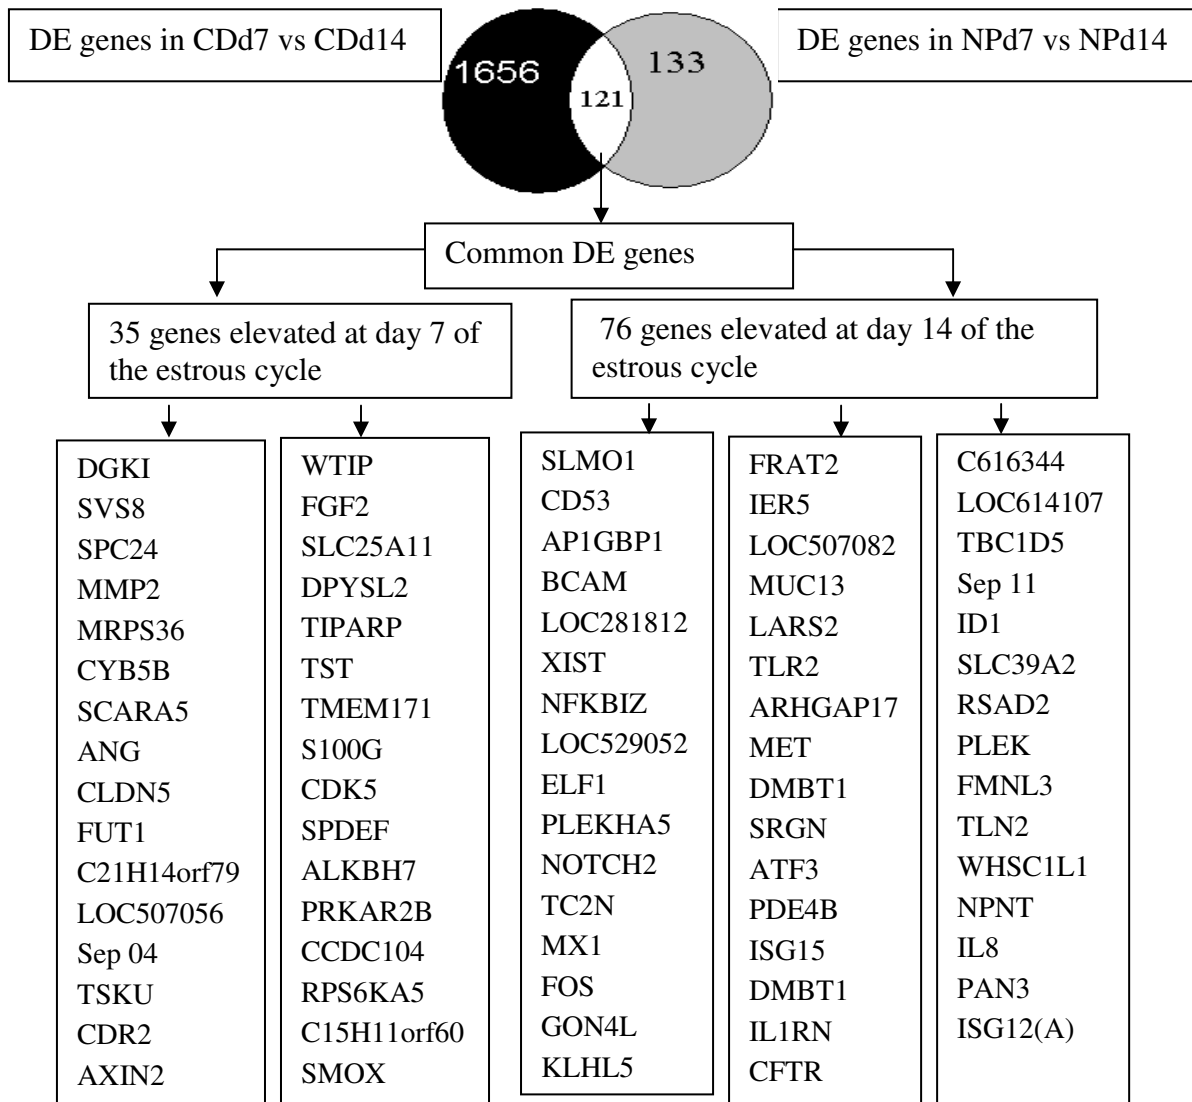 DE genes in CDd7 vs CDd14
1656
121
133
DE genes in NPd7 vs NPd14
Common DE genes
35 genes elevated at day 7 of
the estrous cycle
76 genes elevated at day 14 of the
estrous cycle
DGKI
SVS8
SPC24
MMP2
MRPS36
CYB5B
SCARA5
ANG
CLDN5
FUT1
C21H14orf79
LOC507056
Sep 04
TSKU
CDR2
AXIN2
WTIP
FGF2
SLC25A11
DPYSL2
TIPARP
TST
TMEM171
S100G
CDK5
SPDEF
ALKBH7
PRKAR2B
CCDC104
RPS6KA5
C15H11orf60
SMOX
SLMO1
CD53
AP1GBP1
BCAM
LOC281812
XIST
NFKBIZ
LOC529052
ELF1
PLEKHA5
NOTCH2
TC2N
MX1
FOS
GON4L
KLHL5
FRAT2
IER5
LOC507082
MUC13
LARS2
TLR2
ARHGAP17
MET
DMBT1
SRGN
ATF3
PDE4B
ISG15
DMBT1
IL1RN
CFTR
C616344
LOC614107
TBC1D5
Sep 11
ID1
SLC39A2
RSAD2
PLEK
FMNL3
TLN2
WHSC1L1
NPNT
IL8
PAN3
ISG12(A)